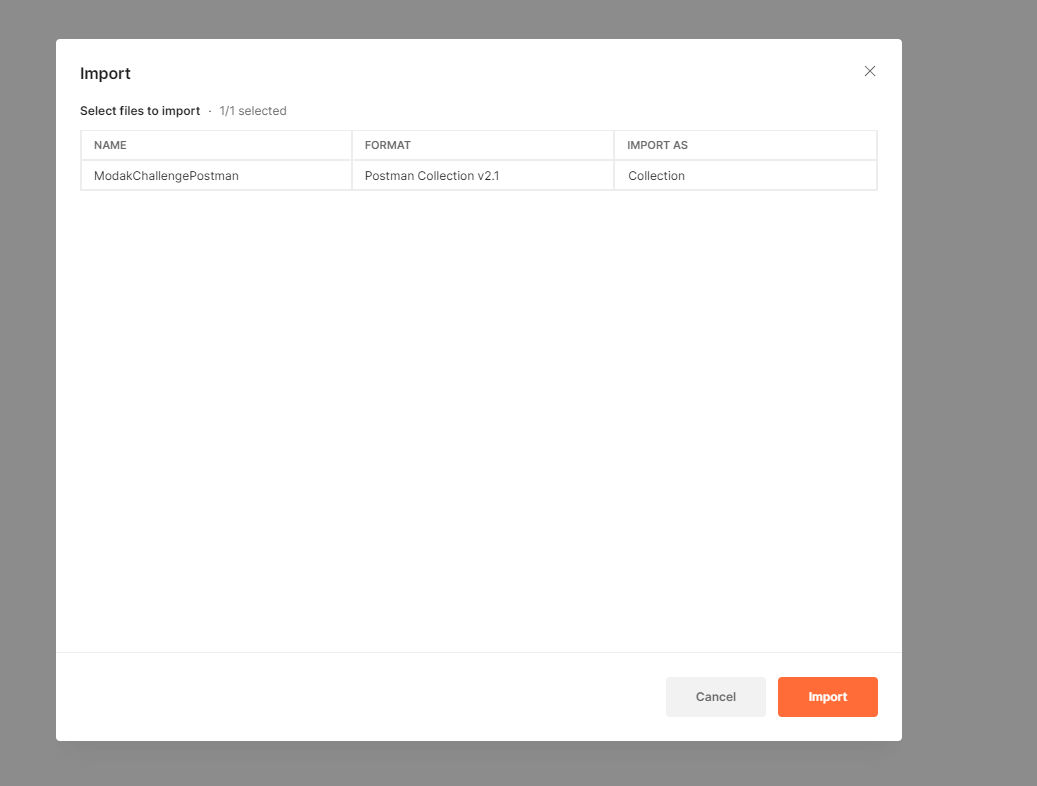 Import
Select files to import · 1/1 selected
NAME FORMAT IMPORT AS
ModakChallengePostman Postman Collection v2.1 Collection
Cancel Import